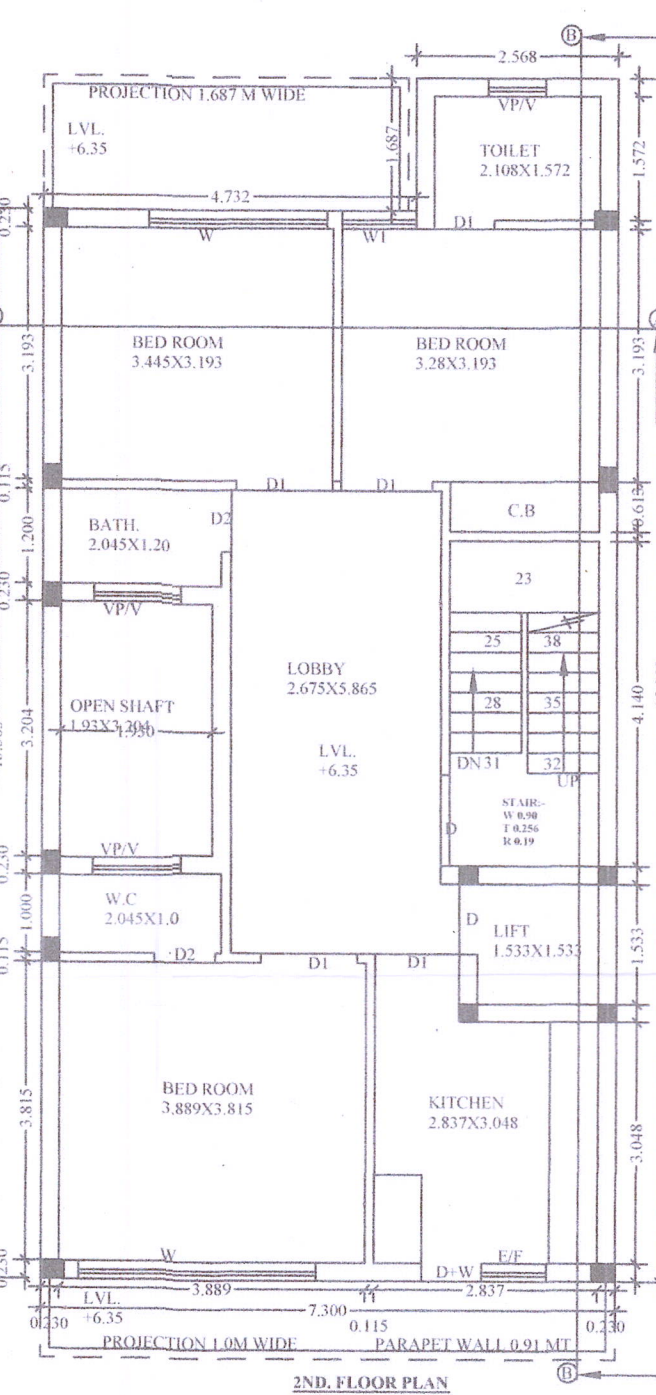 B
2.568
PROJECTION 1.687 M WIDE
VP/V
LVL.
+6.35
1.687
TOILET
2.108X1.572
1.572
4.732
0.230
W
W1
D1
BED ROOM
3.445X3.193
BED ROOM
3.28X3.193
3.193
3.193
D1
D1
0.115
C.B
0.613
BATH.
2.045X1.20
D2
1.200
23
0.230
VP/V
25
38
LOBBY
2.675X5.865
OPEN SHAFT
1.93X3.204
1.930
28
35
3.204
4.140
LVL.
+6.35
DN31
32
UP
STAIR:-
W 0.90
T 0.256
R 0.19
D
VP/V
0.230
W.C
2.045X1.0
1.000
D
LIFT
1.533X1.533
1.533
0.115
D2
D1
D1
BED ROOM
3.889X3.815
3.815
KITCHEN
2.837X3.048
3.048
W
E/F
D+W
0.230
3.889
2.837
LVL.
+6.35
7.300
0.230
0.115
0.230
PROJECTION 1.0M WIDE
PARAPET WALL 0.91 MT
B
2ND. FLOOR PLAN